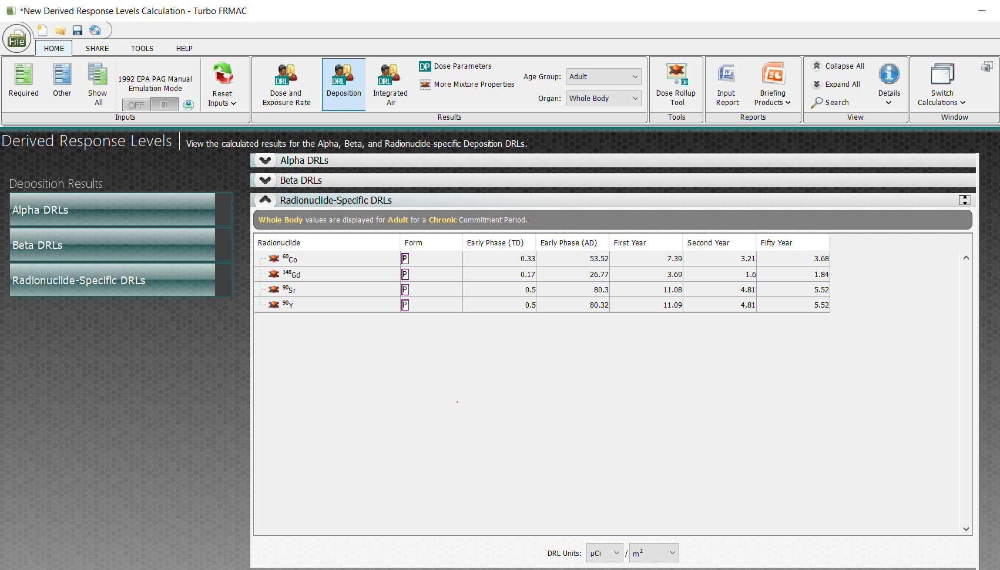 *New Derived Response Levels Calculation - Turbo FRMAC
File
HOME SHARE TOOLS HELP
Required
Other
Show
All
1992 EPA PAG Manual
Emulation Mode
OFF
Reset
Inputs
Inputs
DRL
Dose and
Exposure Rate
DRL
Deposition
DRL
Integrated
Air
DP Dose Parameters
More Mixture Properties
Age Group: Adult
Organ: Whole Body
Results
DP
Dose Rollup
Tool
Tools
Input
Report
Briefing
Products
Reports
Collapse All
Expand All
Search
Details
View
Switch
Calculations
Window
Derived Response Levels View the calculated results for the Alpha, Beta, and Radionuclide-specific Deposition DRLs.
Deposition Results
Alpha DRLs
Beta DRLs
Radionuclide-Specific DRLs
Alpha DRLs
Beta DRLs
Radionuclide-Specific DRLs
Whole Body values are displayed for Adult for a Chronic Commitment Period.
Radionuclide Form Early Phase (TD) Early Phase (AD) First Year Second Year Fifty Year
⁶⁰Co P 0.33 53.52 7.39 3.21 3.68
¹⁴⁸Gd P 0.17 26.77 3.69 1.6 1.84
⁹⁰Sr P 0.5 80.3 11.08 4.81 5.52
⁹⁰Y P 0.5 80.32 11.09 4.81 5.52
DRL Units: µCi / m²